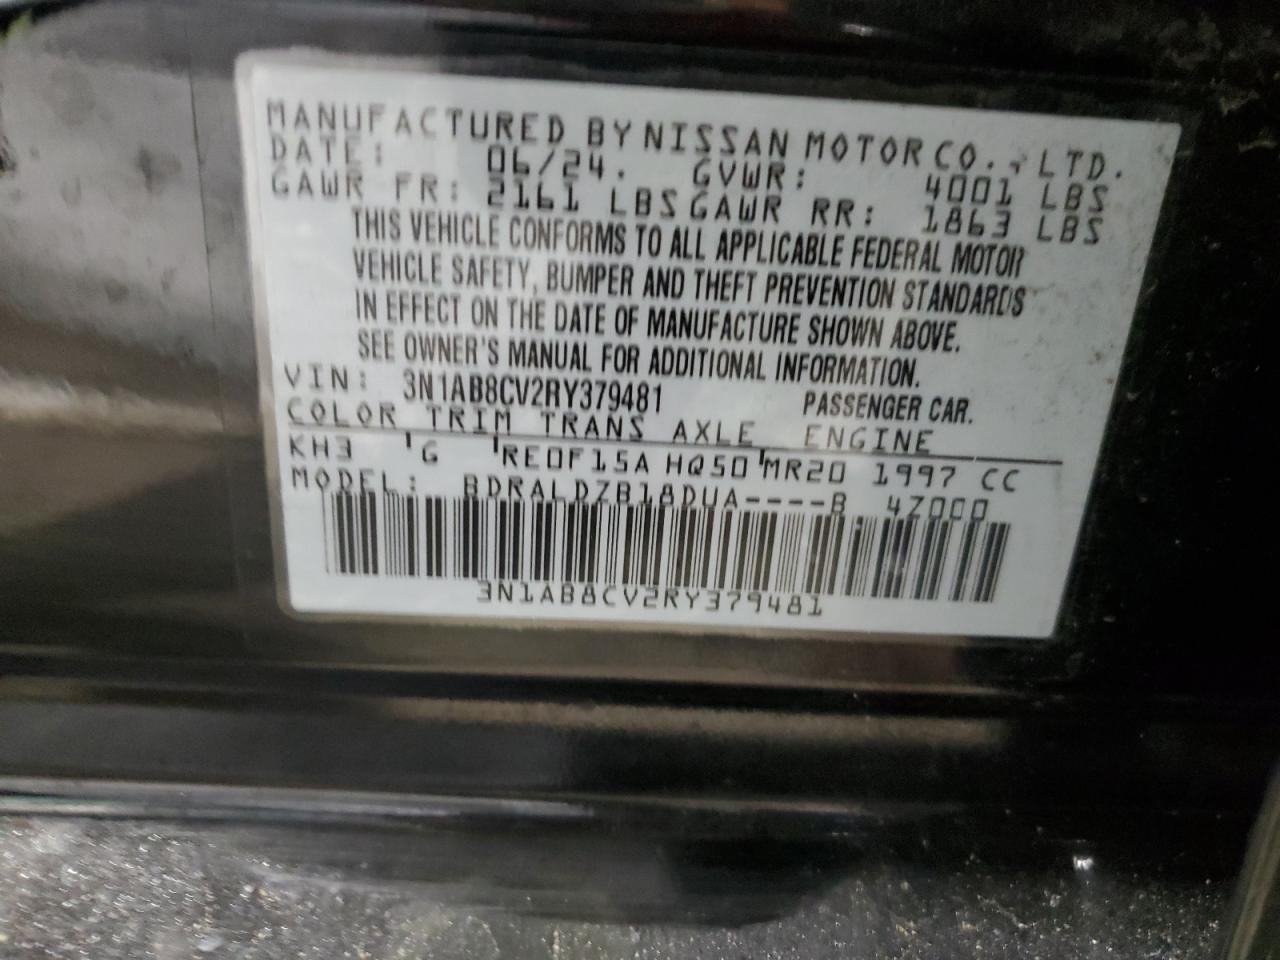 MANUFACTURED BY NISSAN MOTOR CO., LTD.
DATE: 06/24. GVWR: 4001 LBS
GAWR FR: 2161 LBS GAWR RR: 1863 LBS
THIS VEHICLE CONFORMS TO ALL APPLICABLE FEDERAL MOTOR
VEHICLE SAFETY, BUMPER AND THEFT PREVENTION STANDARDS
IN EFFECT ON THE DATE OF MANUFACTURE SHOWN ABOVE.
SEE OWNER'S MANUAL FOR ADDITIONAL INFORMATION.
VIN: 3N1AB8CV2RY379481 PASSENGER CAR.
COLOR TRIM TRANS AXLE ENGINE
KH3 'G 'RE0F15A HQ50'MR20 1997 CC
MODEL: BDRALDZB18DUA----B 4Z000
3N1AB8CV2RY379481